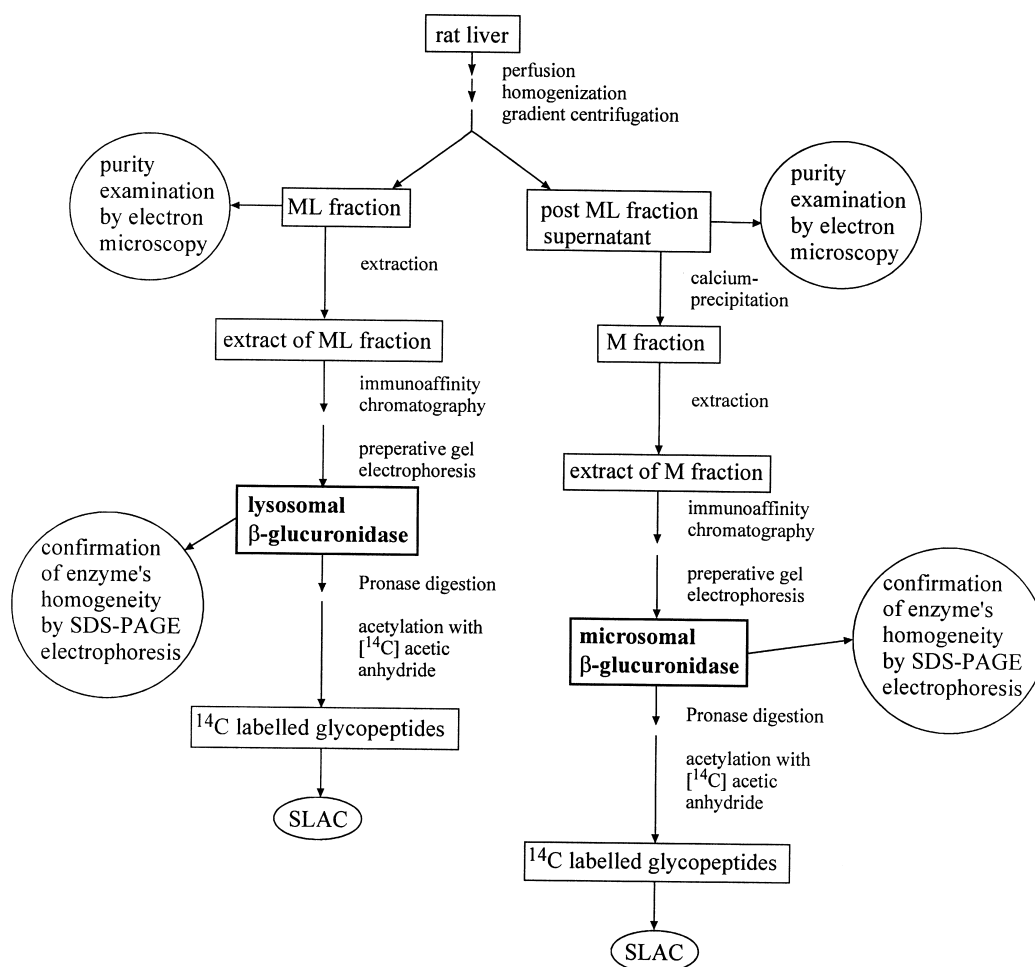 rat liver
perfusion
homogenization
gradient centrifugation
purity
examination
by electron
microscopy
ML fraction
post ML fraction
supernatant
purity
examination
by electron
microscopy
extraction
calcium-
precipitation
extract of ML fraction
M fraction
immunoaffinity
chromatography
extraction
preperative gel
electrophoresis
extract of M fraction
lysosomal
β-glucuronidase
immunoaffinity
chromatography
confirmation
of enzyme's
homogeneity
by SDS-PAGE
electrophoresis
Pronase digestion
preperative gel
electrophoresis
confirmation
of enzyme's
homogeneity
by SDS-PAGE
electrophoresis
acetylation with
[¹⁴C] acetic
anhydride
microsomal
β-glucuronidase
¹⁴C labelled glycopeptides
Pronase digestion
acetylation with
[¹⁴C] acetic
anhydride
SLAC
¹⁴C labelled glycopeptides
SLAC